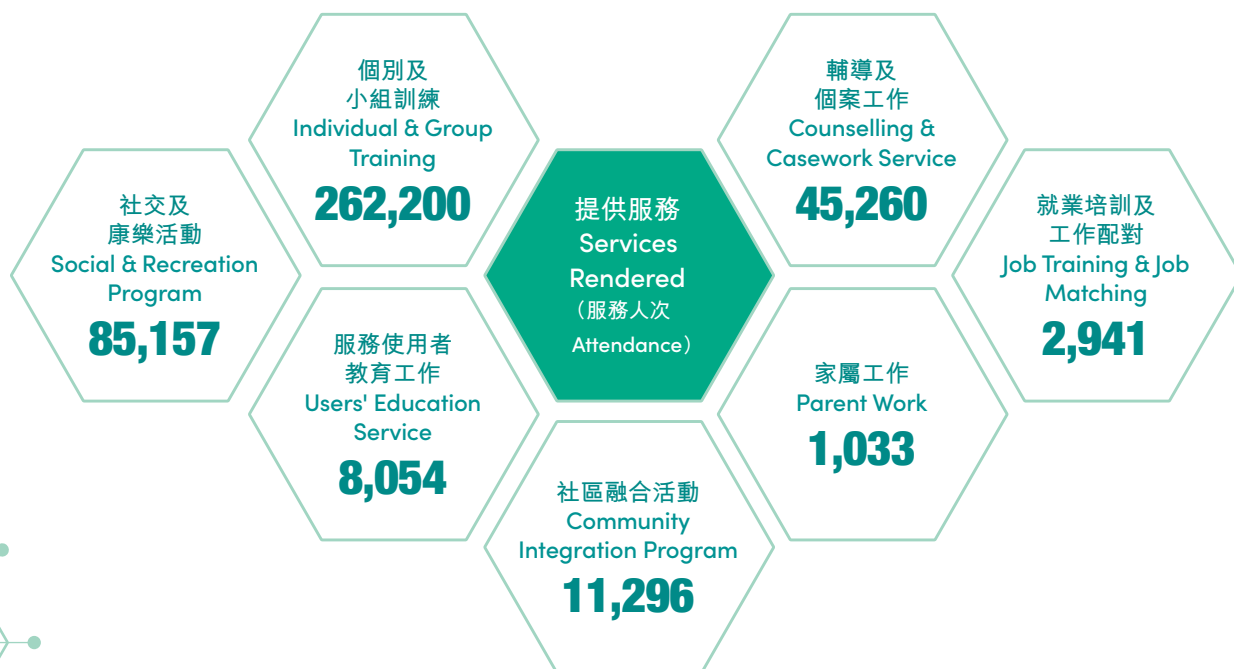 個別及
小組訓練
Individual & Group
Training
262,200
輔導及
個案工作
Counselling &
Casework Service
45,260
社交及
康樂活動
Social & Recreation
Program
85,157
提供服務
Services
Rendered
（服務人次
Attendance）
就業培訓及
工作配對
Job Training & Job
Matching
2,941
服務使用者
教育工作
Users' Education
Service
8,054
家屬工作
Parent Work
1,033
社區融合活動
Community
Integration Program
11,296